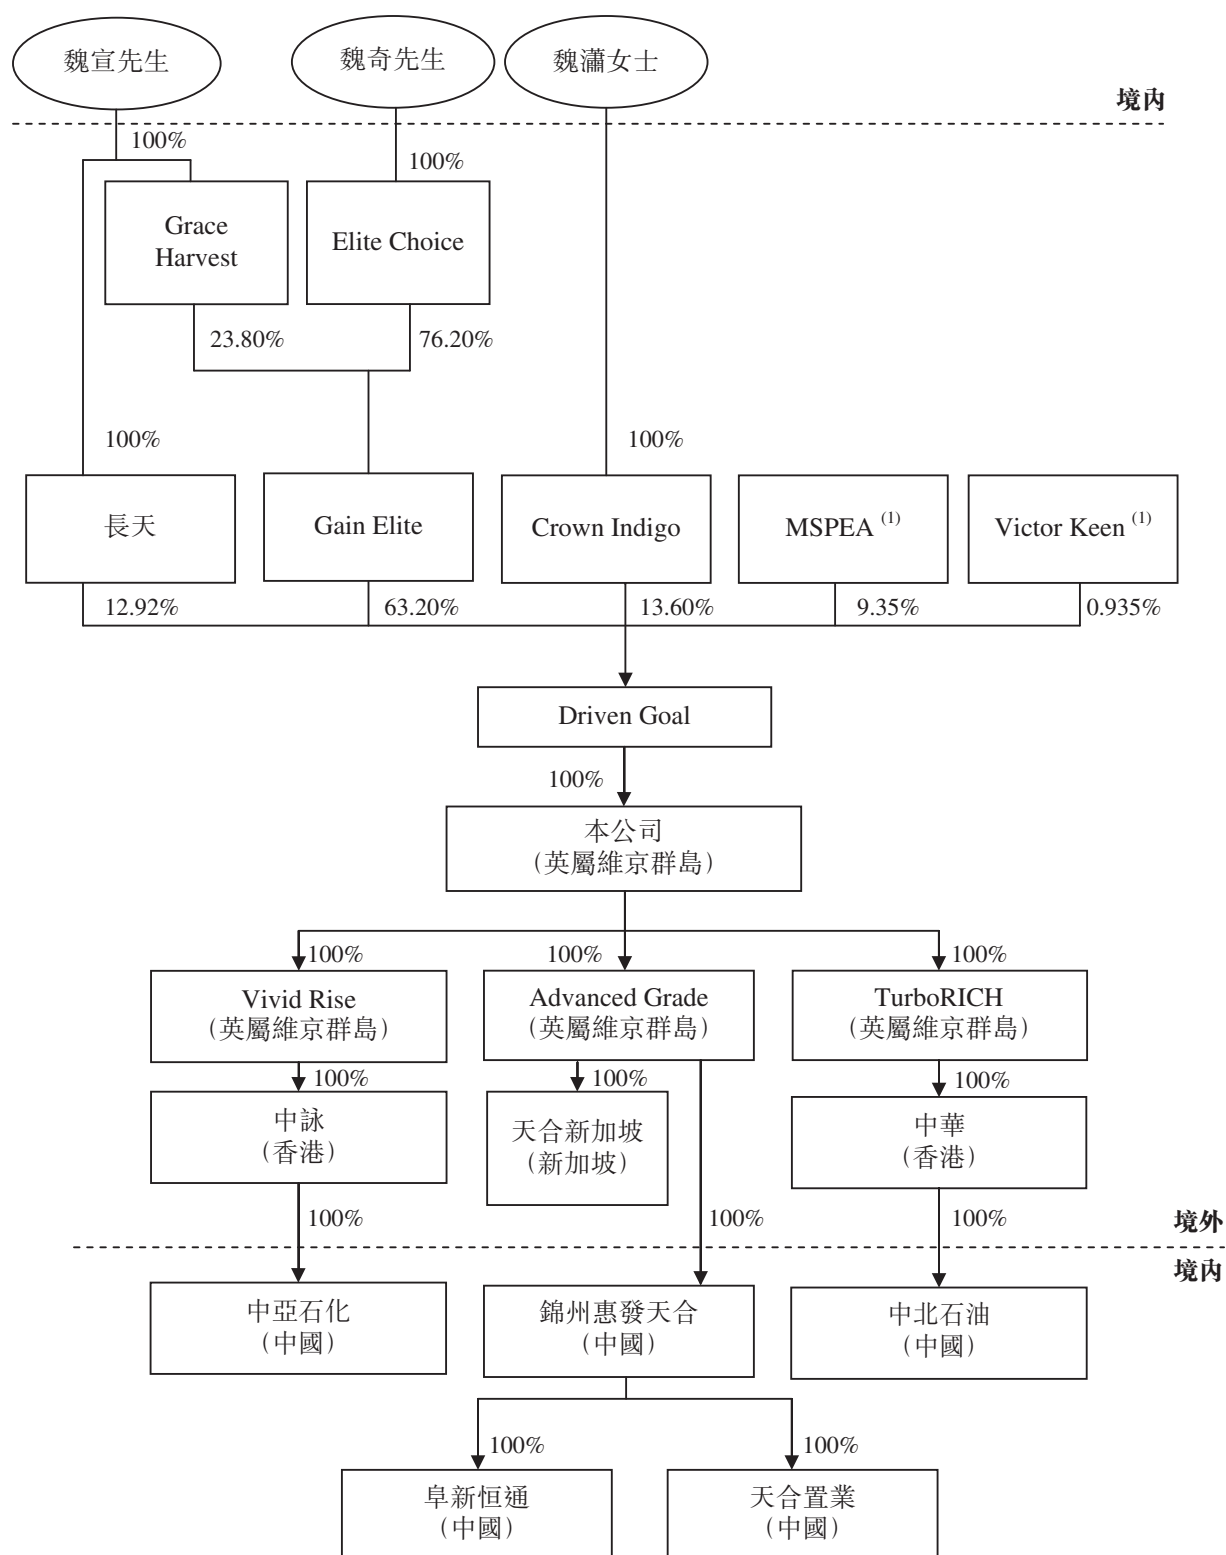 魏宣先生
魏奇先生
魏瀟女士
境內
100%
100%
Grace
Harvest
Elite Choice
23.80%
76.20%
100%
100%
長天
Gain Elite
Crown Indigo
MSPEA (1)
Victor Keen (1)
12.92%
63.20%
13.60%
9.35%
0.935%
Driven Goal
100%
本公司
（英屬維京群島）
100%
100%
100%
Vivid Rise
（英屬維京群島）
Advanced Grade
（英屬維京群島）
TurboRICH
（英屬維京群島）
100%
100%
100%
中詠
（香港）
天合新加坡
（新加坡）
中華
（香港）
100%
100%
100%
境外
境內
中亞石化
（中國）
錦州惠發天合
（中國）
中北石油
（中國）
100%
100%
阜新恒通
（中國）
天合置業
（中國）